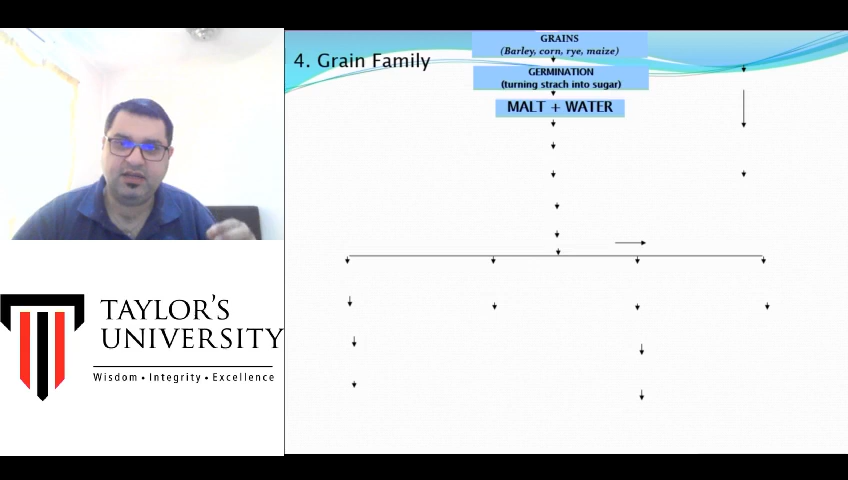 4. Grain Family
GRAINS
(Barley, corn, rye, maize)
GERMINATION
(turning strach into sugar)
MALT + WATER
TAYLOR'S
UNIVERSITY
Wisdom • Integrity • Excellence